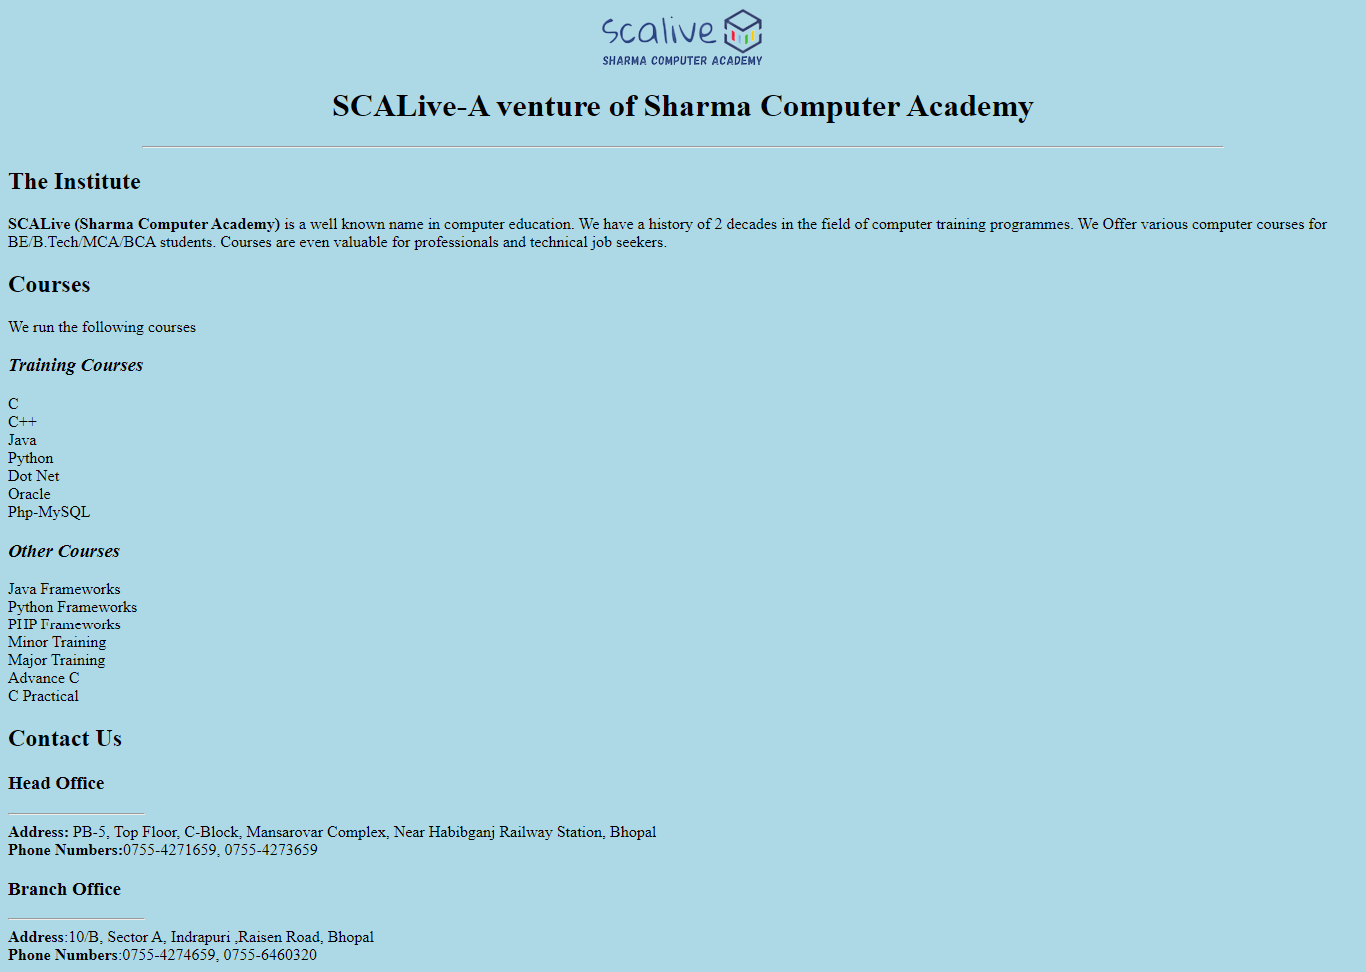 scalive
SHARMA COMPUTER ACADEMY
SCALive-A venture of Sharma Computer Academy
The Institute
SCALive (Sharma Computer Academy) is a well known name in computer education. We have a history of 2 decades in the field of computer training programmes. We Offer various computer courses for
BE/B.Tech/MCA/BCA students. Courses are even valuable for professionals and technical job seekers.
Courses
We run the following courses
Training Courses
C
C++
Java
Python
Dot Net
Oracle
Php-MySQL
Other Courses
Java Frameworks
Python Frameworks
PHP Frameworks
Minor Training
Major Training
Advance C
C Practical
Contact Us
Head Office
Address: PB-5, Top Floor, C-Block, Mansarovar Complex, Near Habibganj Railway Station, Bhopal
Phone Numbers:0755-4271659, 0755-4273659
Branch Office
Address:10/B, Sector A, Indrapuri ,Raisen Road, Bhopal
Phone Numbers:0755-4274659, 0755-6460320